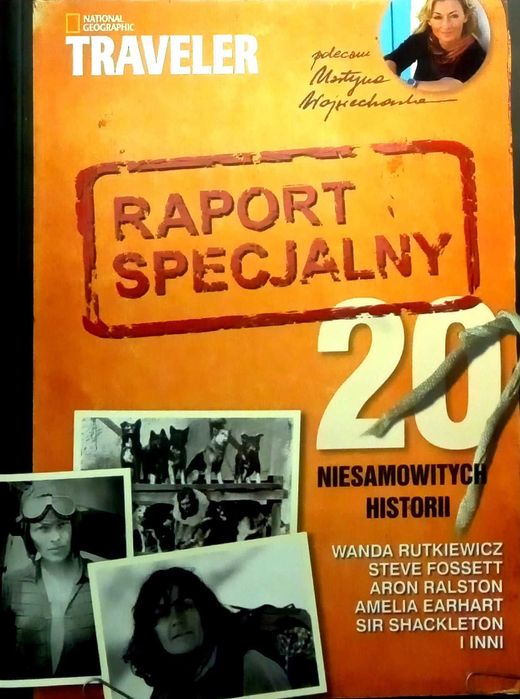 NATIONAL
GEOGRAPHIC
TRAVELER
polecam
Martyna
Wojciechowska
RAPORT
SPECJALNY
20
NIESAMOWITYCH
HISTORII
WANDA RUTKIEWICZ
STEVE FOSSETT
ARON RALSTON
AMELIA EARHART
SIR SHACKLETON
I INNI